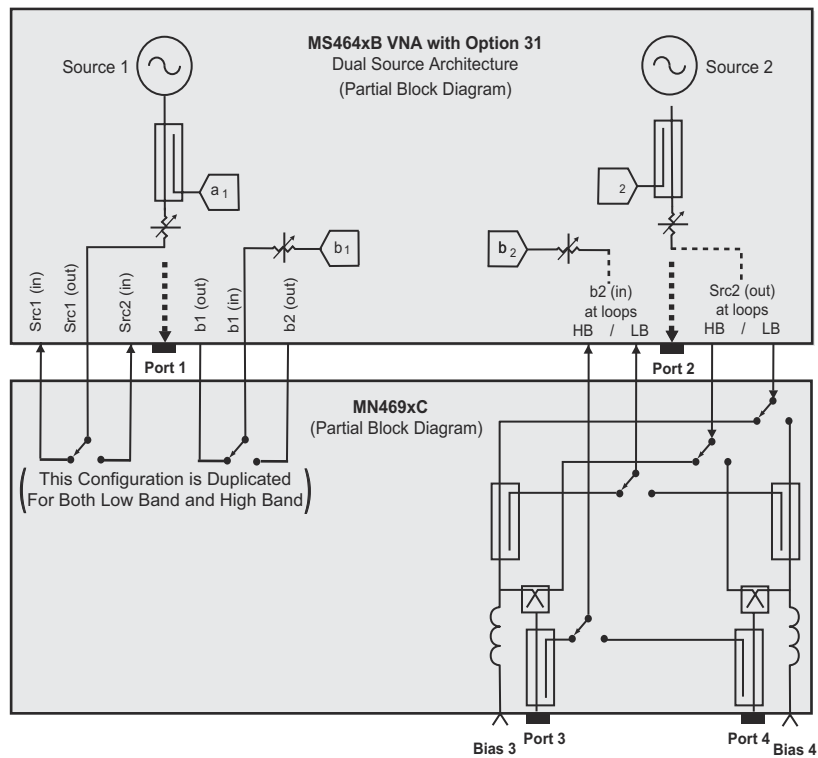 MS464xB VNA with Option 31
Dual Source Architecture
(Partial Block Diagram)
Source 1
Source 2
a 1
2
b 1
b 2
Src1 (in)
Src1 (out)
Src2 (in)
b1 (out)
b1 (in)
b2 (out)
b2 (in)
at loops
HB / LB
Src2 (out)
at loops
HB / LB
Port 1
Port 2
MN469xC
(Partial Block Diagram)
(This Configuration is Duplicated
For Both Low Band and High Band)
Bias 3
Port 3
Port 4
Bias 4